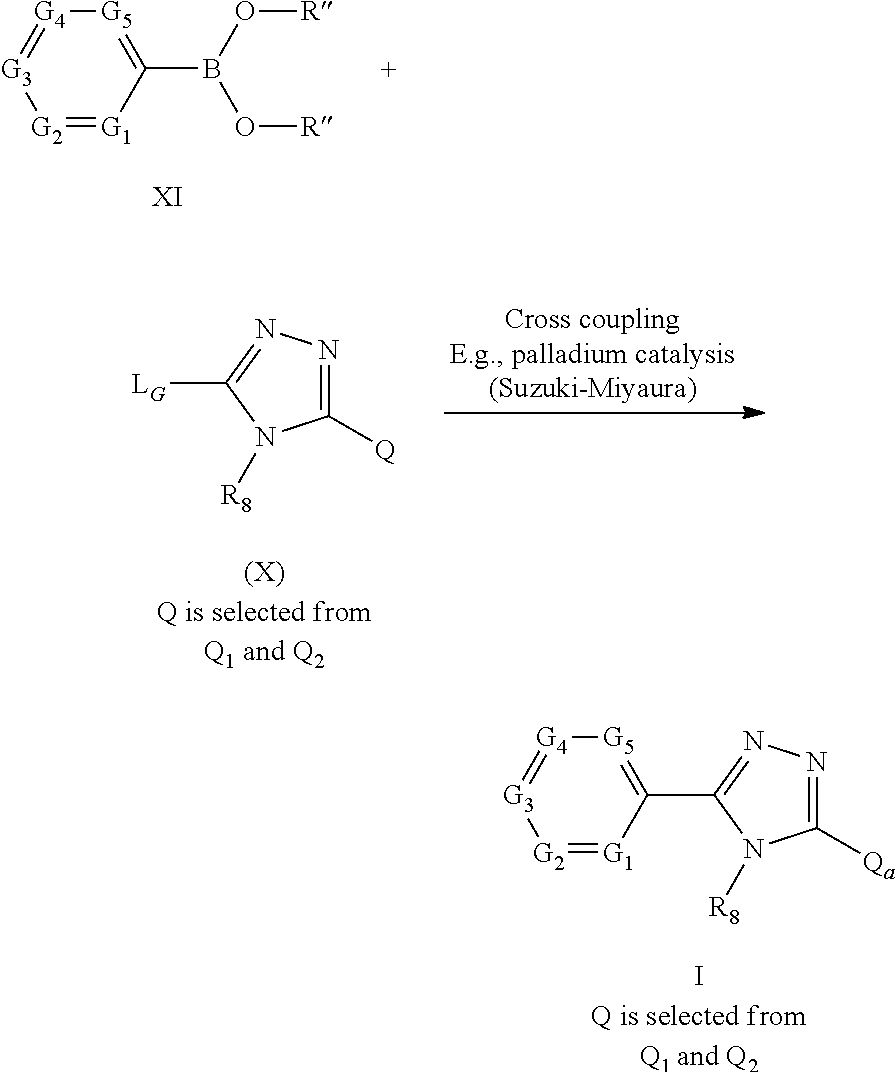 G4 G5 O R″
G3 B +
G2 G1 O R″
XI
N N
LG
N Q
R8
(X)
Q is selected from
Q1 and Q2
Cross coupling
E.g., palladium catalysis
(Suzuki-Miyaura)
G4 G5 N N
G3
G2 G1 N Qa
R8
I
Q is selected from
Q1 and Q2